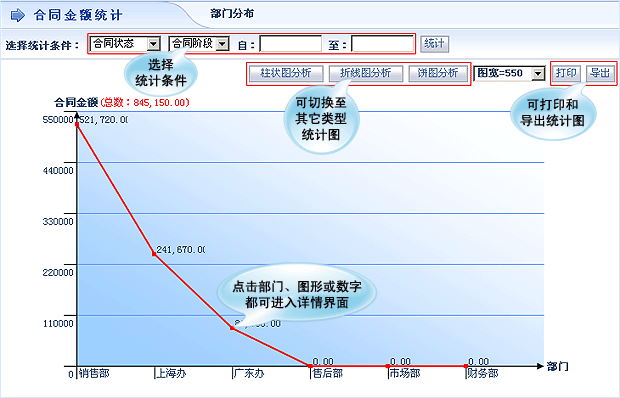 合同金额统计 部门分布
选择统计条件： 合同状态 合同阶段 自： 至： 统计
选择
统计条件
柱状图分析 折线图分析 饼图分析 图宽=550 打印 导出
可切换至
其它类型
统计图
可打印和
导出统计图
合同金额(总数：845,150.00)
550000
521,720.0
440000
330000
241,670.0
220000
点击部门、图形或数字
都可进入详情界面
110000
0.00 0.00 0.00
0 销售部 上海办 广东办 售后部 市场部 财务部 部门